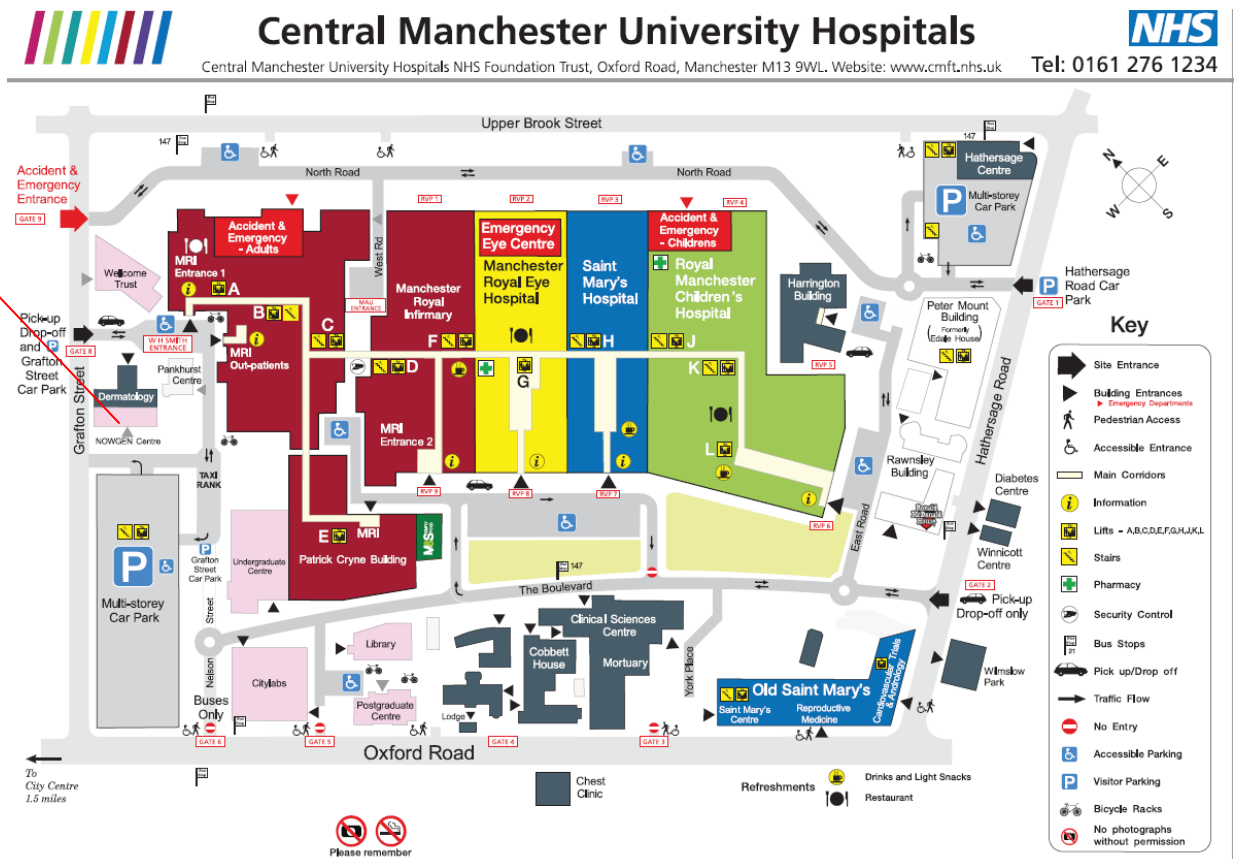 Central Manchester University Hospitals
NHS
Central Manchester University Hospitals NHS Foundation Trust, Oxford Road, Manchester M13 9WL. Website: www.cmft.nhs.uk
Tel: 0161 276 1234
Upper Brook Street
147
147
Hathersage
Centre
P
Multi-storey
Car Park
N
E
W
S
Accident &
Emergency
Entrance
GATE 9
North Road
North Road
RVP 1
RVP 2
RVP 3
RVP 4
Accident &
Emergency
- Adults
Emergency
Eye Centre
Accident &
Emergency
- Childrens
West Rd
MRI
Entrance 1
A
B
C
MAU
ENTRANCE
Manchester
Royal
Infirmary
Manchester
Royal Eye
Hospital
Saint
Mary's
Hospital
Royal
Manchester
Children's
Hospital
Harrington
Building
Wellcome
Trust
Hathersage
Road Car
Park
P
GATE 1
Peter Mount
Building
(Formerly
Edale House)
Pick-up
Drop-off
and P
Grafton
Street
Car Park
GATE 8
W H SMITH
ENTRANCE
MRI
Out-patients
F
H
J
D
G
K
L
RVP 5
Pankhurst
Centre
Dermatology
NOWGEN Centre
Grafton Street
MRI
Entrance 2
Hathersage Road
Rawnsley
Building
Diabetes
Centre
TAXI
RANK
RVP 9
RVP 8
RVP 7
RVP 6
Ronald
McDonald
House
East Road
Winnicott
Centre
E
MRI
Patrick Cryne Building
M&S
P
Multi-storey
Car Park
P
Grafton
Street
Car Park
Undergraduate
Centre
147
The Boulevard
GATE 2
Pick-up
Drop-off only
Nelson
Street
Library
Clinical Sciences
Centre
Cobbett
House
Mortuary
York Place
Citylabs
Postgraduate
Centre
Lodge
Old Saint Mary's
Saint Mary's
Centre
Reproductive
Medicine
Cardiovascular Trials
& Andrology
Wilmslow
Park
Buses
Only
GATE 6
GATE 5
GATE 4
GATE 3
Oxford Road
To
City Centre
1.5 miles
Chest
Clinic
Refreshments
Drinks and Light Snacks
Restaurant
Please remember
Key
Site Entrance
Building Entrances
Emergency Departments
Pedestrian Access
Accessible Entrance
Main Corridors
Information
Lifts - A,B,C,D,E,F,G,H,J,K,L
Stairs
Pharmacy
Security Control
21
Bus Stops
Pick up/Drop off
Traffic Flow
No Entry
Accessible Parking
P
Visitor Parking
Bicycle Racks
No photographs
without permission